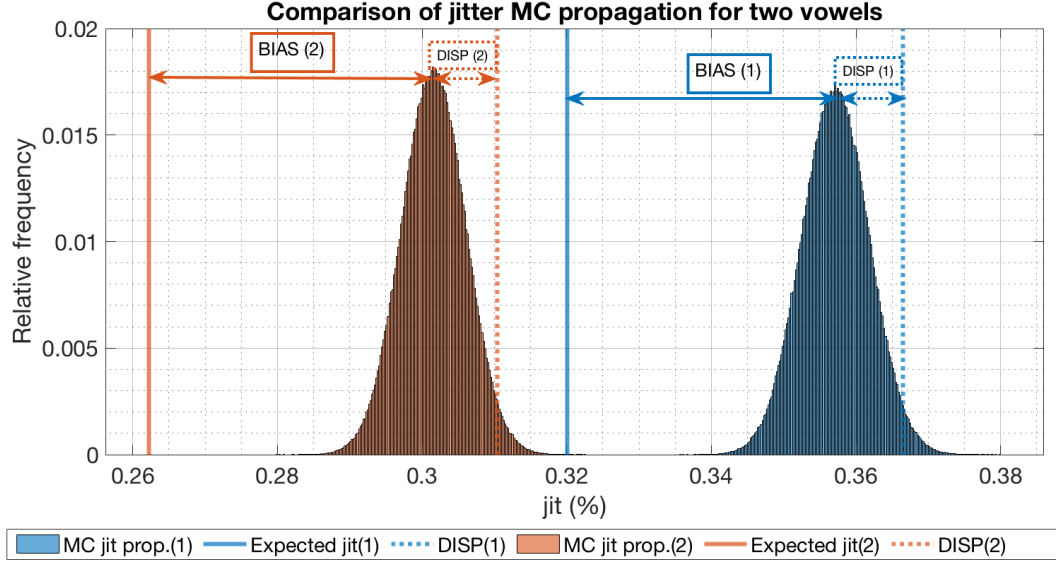 Comparison of jitter MC propagation for two vowels
BIAS (2)
DISP (2)
BIAS (1)
DISP (1)
0.02
0.015
0.01
0.005
0
Relative frequency
0.26
0.28
0.3
0.32
0.34
0.36
0.38
jit (%)
MC jit prop.(1) Expected jit(1) DISP(1) MC jit prop.(2) Expected jit(2) DISP(2)